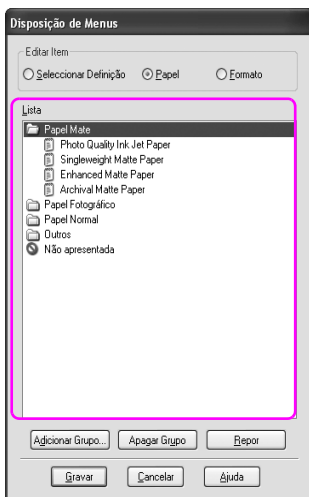 Disposição de Menus
Editar Item
Seleccionar Definição Papel Formato
Lista
Papel Mate
Photo Quality Ink Jet Paper
Singleweight Matte Paper
Enhanced Matte Paper
Archival Matte Paper
Papel Fotográfico
Papel Normal
Outros
Não apresentada
Adicionar Grupo... Apagar Grupo Repor
Gravar Cancelar Ajuda